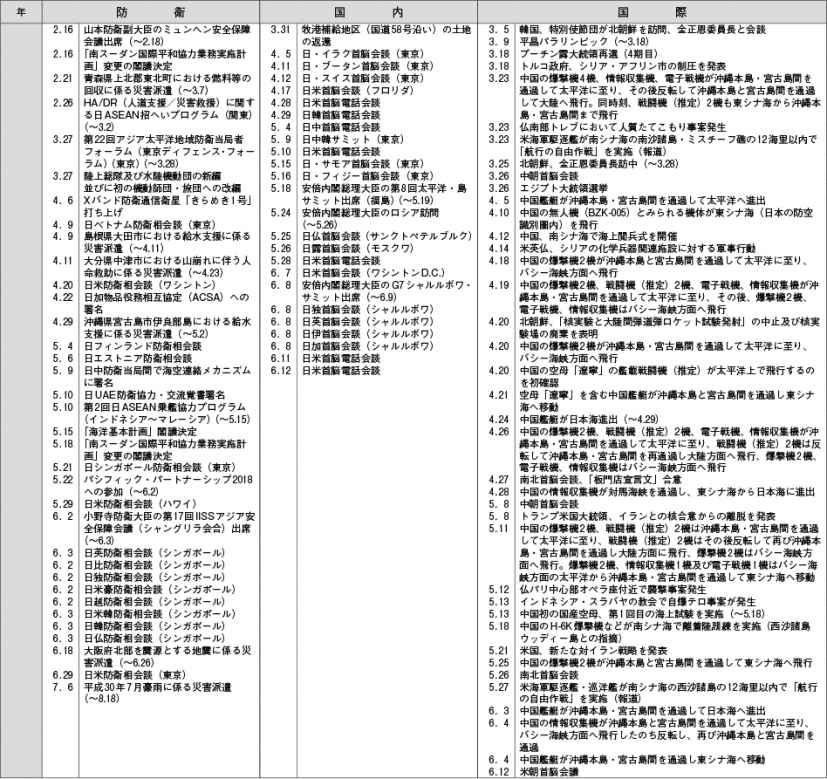 年
防　　衛
2.16 山本防衛副大臣のミュンヘン安全保障
会議出席（〜2.18）
2.16 「南スーダン国際平和協力業務実施計
画」変更の閣議決定
2.21 青森県上北郡東北町における燃料等の
回収に係る災害派遣（〜3.7）
2.26 HA/DR（人道支援／災害救援）に関す
る日ASEAN招へいプログラム（関東）
（〜3.2）
3.27 第22回アジア太平洋地域防衛当局者
フォーラム（東京ディフェンス・フォー
ラム）（東京）（〜3.28）
3.27 陸上総隊及び水陸機動団の新編
並びに初の機動師団・旅団への改編
4. 6 Xバンド防衛通信衛星「きらめき1号」
打ち上げ
4. 9 日ベトナム防衛相会談（東京）
4. 9 島根県大田市における給水支援に係る
災害派遣（〜4.11）
4.11 大分県中津市における山崩れに伴う人
命救助に係る災害派遣（〜4.23）
4.20 日米防衛相会談（ワシントン）
4.22 日加物品役務相互協定（ACSA）への
署名
4.29 沖縄県宮古島市伊良部島における給水
支援に係る災害派遣（〜5.2）
5. 4 日フィンランド防衛相会談
5. 6 日エストニア防衛相会談
5. 9 日中防衛当局間で海空連絡メカニズム
に署名
5.10 日UAE防衛協力・交流覚書署名
5.10 第2回日ASEAN乗艦協力プログラム
（インドネシア〜マレーシア）（〜5.15）
5.15 「海洋基本計画」閣議決定
5.18 「南スーダン国際平和協力業務実施計
画」変更の閣議決定
5.21 日シンガポール防衛相会談（東京）
5.22 パシフィック・パートナーシップ2018
への参加（〜6.2）
5.29 日米防衛相会談（ハワイ）
6. 2 小野寺防衛大臣の第17回IISSアジア安
全保障会議（シャングリラ会合）出席
（〜6.3）
6. 3 日英防衛相会談（シンガポール）
6. 2 日比防衛相会談（シンガポール）
6. 2 日独防衛相会談（シンガポール）
6. 2 日米豪防衛相会談（シンガポール）
6. 2 日越防衛相会談（シンガポール）
6. 3 日米韓防衛相会談（シンガポール）
6. 3 日韓防衛相会談（シンガポール）
6. 3 日仏防衛相会談（シンガポール）
6.18 大阪府北部を震源とする地震に係る災
害派遣（〜6.26）
6.29 日米防衛相会談（東京）
7. 6 平成30年7月豪雨に係る災害派遣
（〜8.18）
国　　内
3.31 牧港補給地区（国道58号沿い）の土地
の返還
4. 5 日・イラク首脳会談（東京）
4.11 日・ブータン首脳会談（東京）
4.12 日・スイス首脳会談（東京）
4.17 日米首脳会談（フロリダ）
4.28 日米首脳電話会談
4.29 日韓首脳電話会談
5. 4 日中首脳電話会談
5. 9 日中韓サミット（東京）
5.10 日米首脳電話会談
5.15 日・サモア首脳会談（東京）
5.16 日・フィジー首脳会談（東京）
5.18 安倍内閣総理大臣の第8回太平洋・島
サミット出席（福島）（〜5.19）
5.24 安倍内閣総理大臣のロシア訪問
（〜5.26）
5.25 日仏首脳会談（サンクトペテルブルク）
5.26 日露首脳会談（モスクワ）
5.28 日米首脳電話会談
6. 7 日米首脳会談（ワシントンD.C.）
6. 8 安倍内閣総理大臣のG7シャルルボワ・
サミット出席（〜6.9）
6. 8 日独首脳会談（シャルルボワ）
6. 8 日英首脳会談（シャルルボワ）
6. 8 日伊首脳会談（シャルルボワ）
6. 8 日加首脳会談（シャルルボワ）
6.11 日米首脳電話会談
6.12 日米首脳電話会談
国　　際
3. 5 韓国、特別使節団が北朝鮮を訪問、金正恩委員長と会談
3. 9 平昌パラリンピック（〜3.18）
3.18 プーチン露大統領再選（4期目）
3.18 トルコ政府、シリア・アフリン市の制圧を発表
3.23 中国の爆撃機4機、情報収集機、電子戦機が沖縄本島・宮古島間を
通過して太平洋に至り、その後反転して沖縄本島と宮古島間を通過
して大陸へ飛行。同時刻、戦闘機（推定）2機も東シナ海から沖縄本
島・宮古島間まで飛行
3.23 仏南部トレブにおいて人質たてこもり事案発生
3.23 米海軍駆逐艦が南シナ海の南沙諸島・ミスチーフ礁の12海里以内で
「航行の自由作戦」を実施（報道）
3.25 北朝鮮、金正恩委員長訪中（〜3.28）
3.26 中朝首脳会談
3.26 エジプト大統領選挙
4. 5 中国艦艇が沖縄本島・宮古島間を通過して太平洋へ進出
4.10 中国の無人機（BZK-005）とみられる機体が東シナ海（日本の防空
識別圏内）を飛行
4.12 中国、南シナ海で海上閲兵式を開催
4.14 米英仏、シリアの化学兵器関連施設に対する軍事行動
4.18 中国の爆撃機2機が沖縄本島と宮古島間を通過して太平洋に至り、
バシー海峡方面へ飛行
4.19 中国の爆撃機2機、戦闘機（推定）2機、電子戦機、情報収集機が沖
縄本島・宮古島間を通過して太平洋に至り、その後、爆撃機2機、
電子戦機、情報収集機はバシー海峡方面へ飛行
4.20 北朝鮮、「核実験と大陸間弾道弾ロケット試験発射」の中止及び核実
験場の廃棄を表明
4.20 中国の爆撃機2機が沖縄本島・宮古島間を通過して太平洋に至り、
バシー海峡方面へ飛行
4.20 中国の空母「遼寧」の艦載戦闘機（推定）が太平洋上で飛行するの
を初確認
4.21 空母「遼寧」を含む中国艦艇が沖縄本島と宮古島間を通過し東シナ
海へ移動
4.24 中国艦艇が日本海進出（〜4.29）
4.26 中国の爆撃機2機、戦闘機（推定）2機、電子戦機、情報収集機が沖
縄本島・宮古島間を通過して太平洋に至り、戦闘機（推定）2機は反
転して沖縄本島・宮古島間を再通過し大陸方面へ飛行、爆撃機2機、
電子戦機、情報収集機はバシー海峡方面へ飛行
4.27 南北首脳会談、「板門店宣言文」合意
4.28 中国の情報収集機が対馬海峡を通過し、東シナ海から日本海に進出
5. 8 中朝首脳会談
5. 8 トランプ米国大統領、イランとの核合意からの離脱を発表
5.11 中国の爆撃機2機、戦闘機（推定）2機は沖縄本島・宮古島間を通過
して太平洋に至り、戦闘機（推定）2機はその後反転して再び沖縄本
島・宮古島間を通過し大陸方面に飛行、爆撃機2機はバシー海峡方
面へ飛行。爆撃機2機、情報収集機1機及び電子戦機1機はバシー海
峡方面の太平洋から沖縄本島・宮古島間を通過して東シナ海へ移動
5.12 仏パリ中心部オペラ座付近で襲撃事案発生
5.13 インドネシア・スラバヤの教会で自爆テロ事案が発生
5.13 中国初の国産空母、第1回目の海上試験を実施（〜5.18）
5.18 中国のH-6K爆撃機などが南シナ海で離着陸訓練を実施（西沙諸島
ウッディー島との指摘）
5.21 米国、新たな対イラン戦略を発表
5.25 中国の爆撃機2機が沖縄本島と宮古島間を通過して東シナ海へ飛行
5.26 南北首脳会談
5.27 米海軍駆逐艦・巡洋艦が南シナ海の西沙諸島の12海里以内で「航行
の自由作戦」を実施（報道）
6. 3 中国艦艇が沖縄本島・宮古島間を通過して日本海へ進出
6. 4 中国の情報収集機が沖縄本島と宮古島間を通過して太平洋に至り、
バシー海峡方面へ飛行したのち反転し、再び沖縄本島と宮古島間を
通過
6. 4 中国艦艇が沖縄本島・宮古島間を通過し東シナ海へ移動
6.12 米朝首脳会議